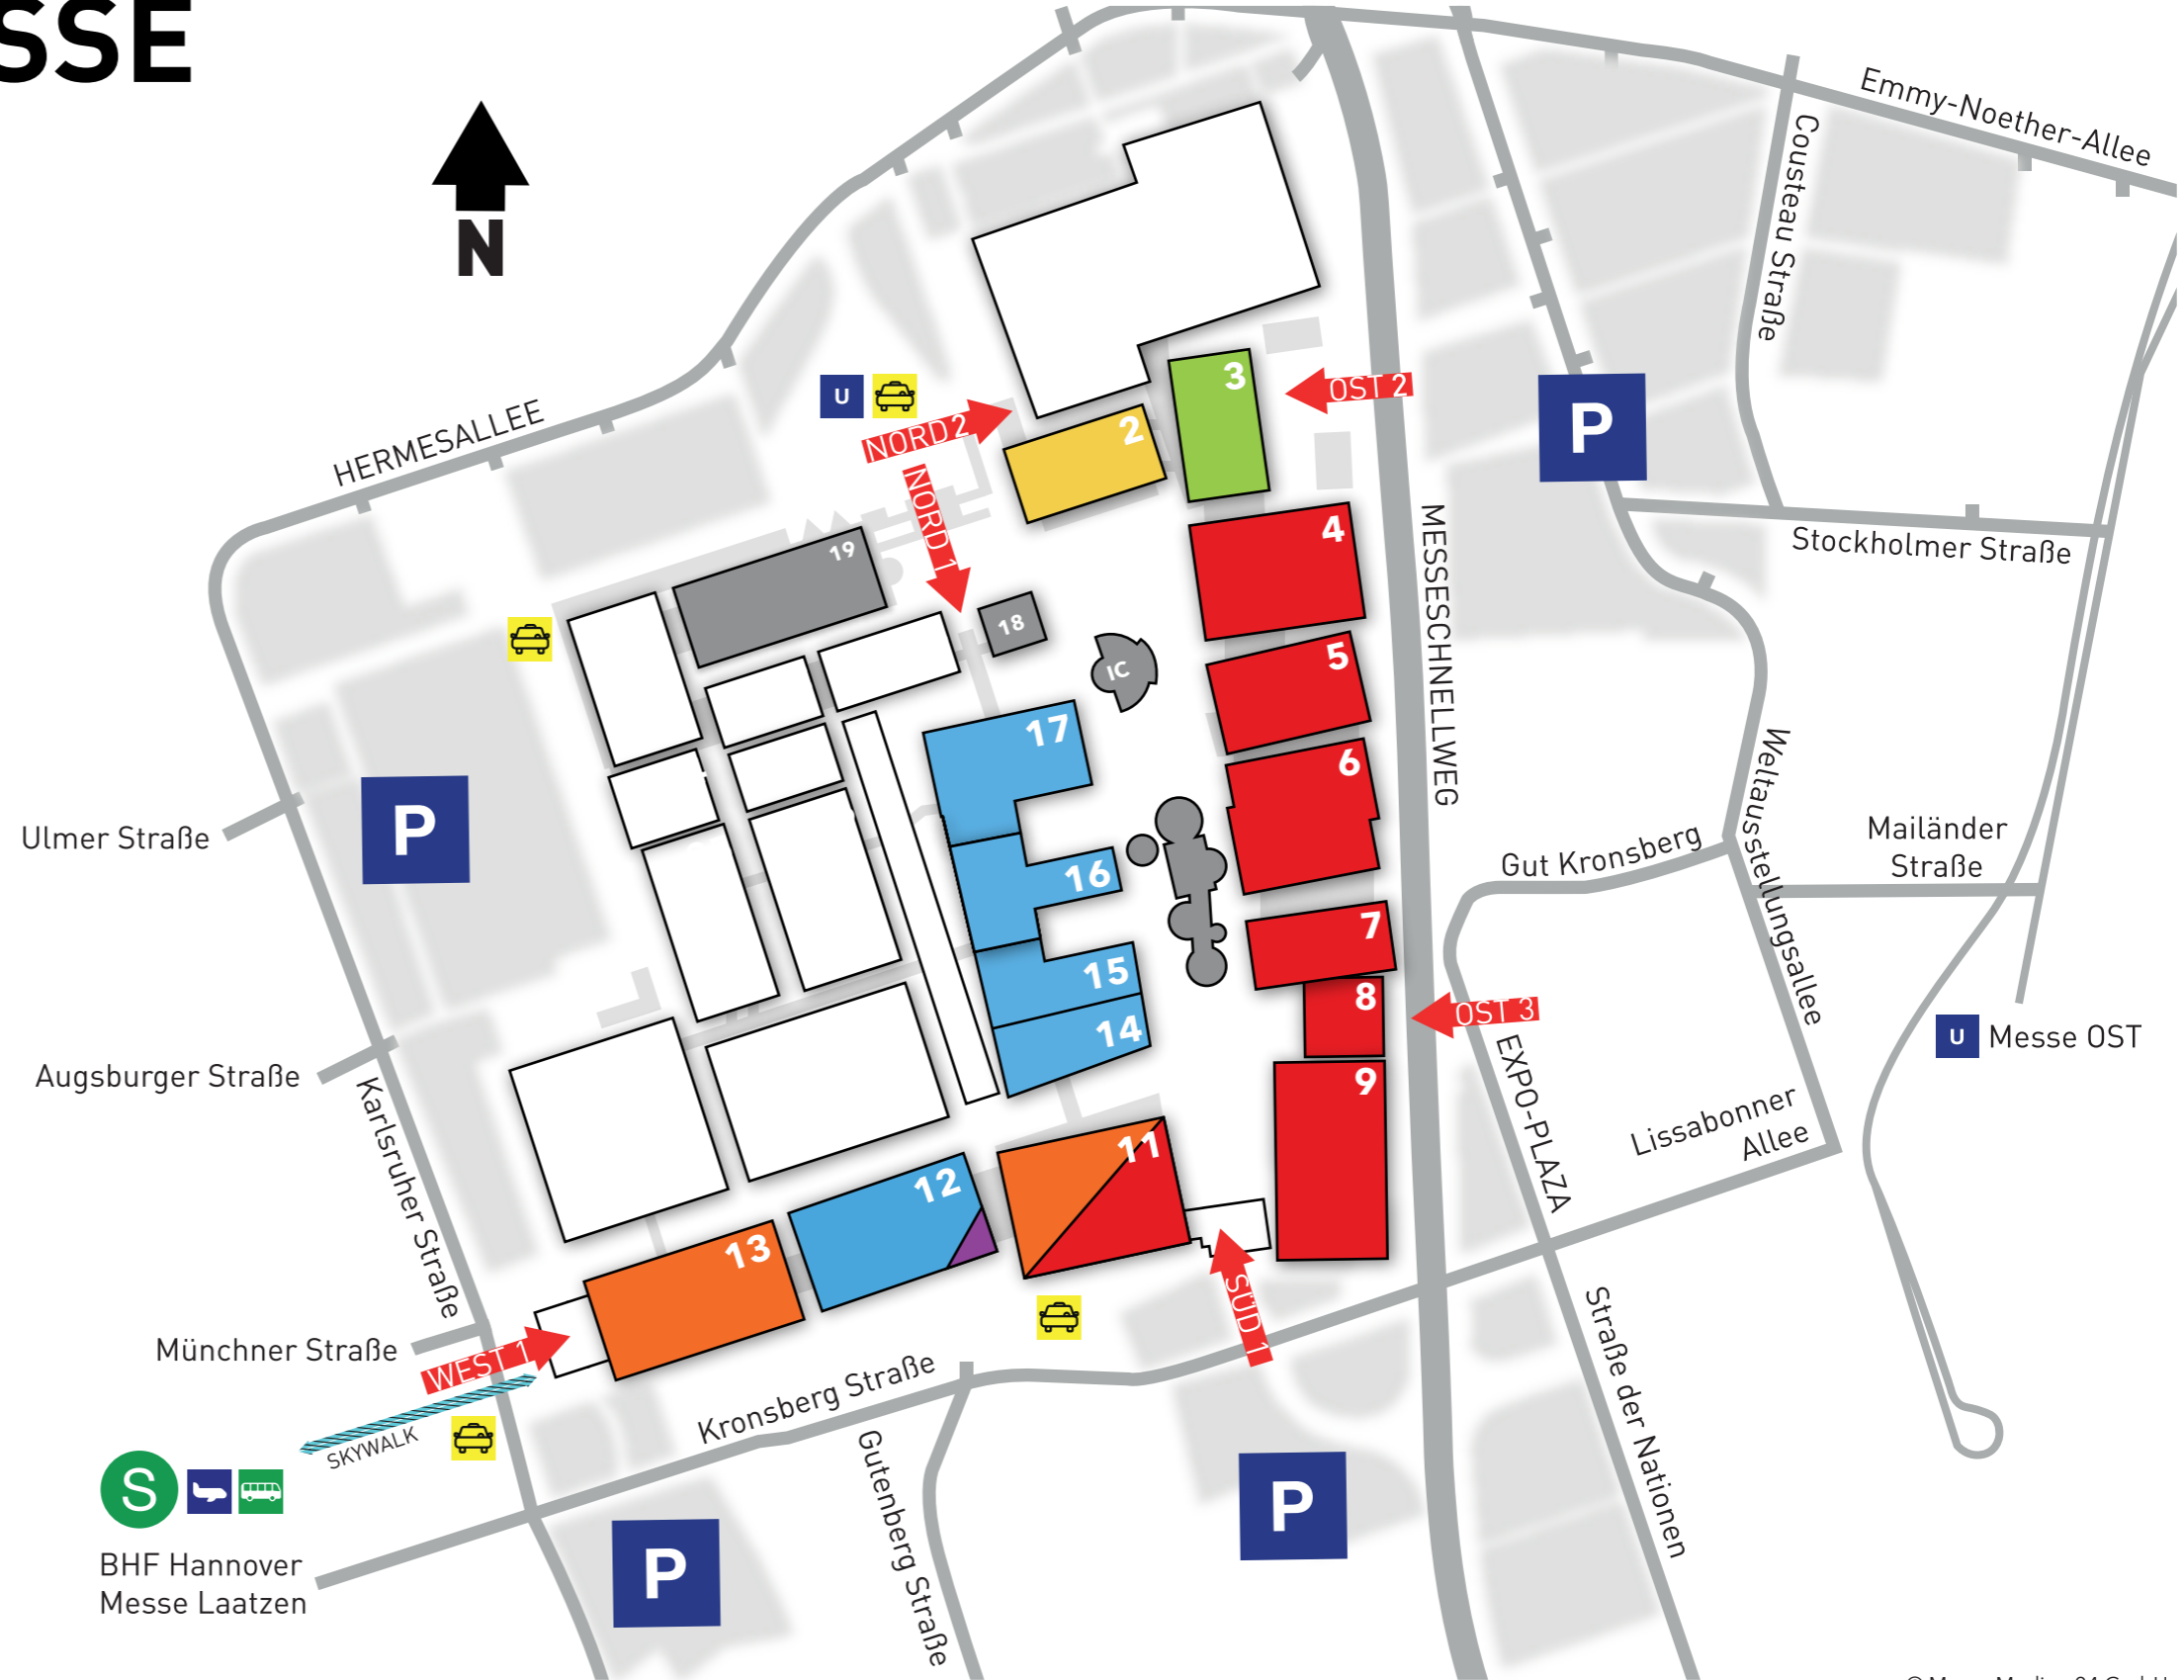 SSE
N
HERMESALLEE
Emmy-Noether-Allee
Cousteau Straße
U
NORD 2
NORD 1
OST 2
3
2
P
4
MESSESCHNELLWEG
Stockholmer Straße
19
18
IC
5
17
6
Weltausstellungsallee
Ulmer Straße
P
16
Gut Kronsberg
Mailänder
Straße
7
15
8
OST 3
14
U Messe OST
Augsburger Straße
Karlsruher Straße
9
EXPO-PLAZA
Lissabonner
Allee
11
12
13
SÜD 1
Straße der Nationen
Münchner Straße
WEST 1
SKYWALK
Kronsberg Straße
Gutenberg Straße
S
P
P
BHF Hannover
Messe Laatzen